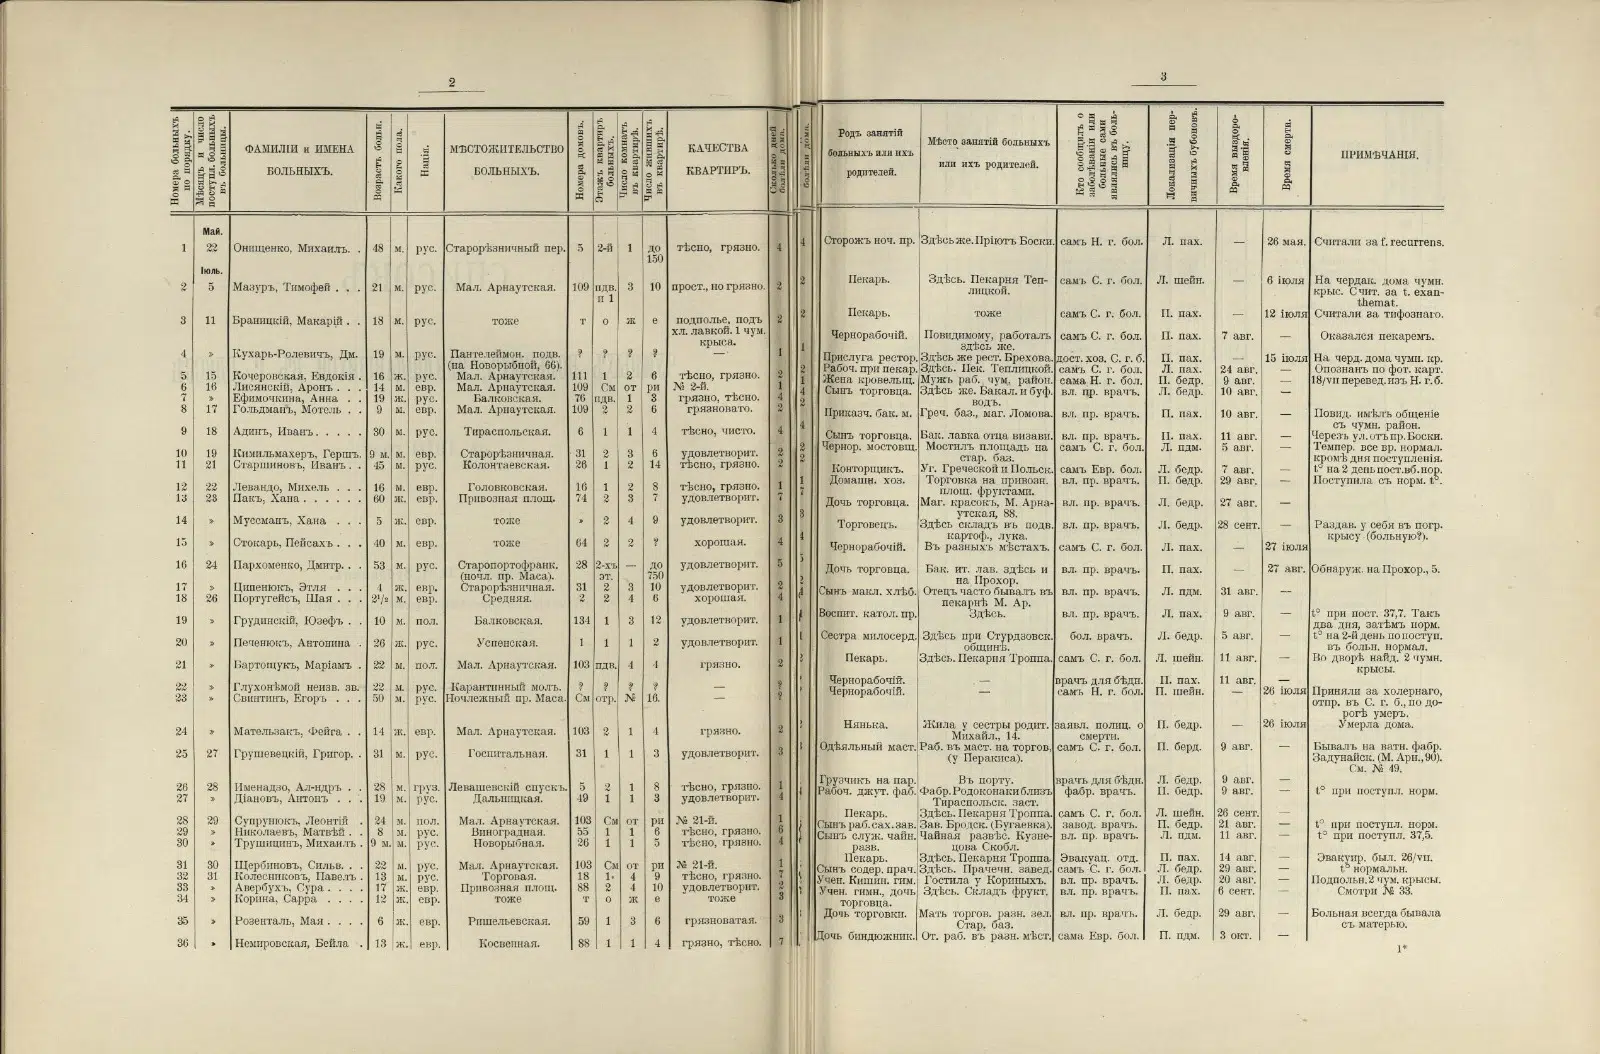 2
Номера больныхъ по порядку.
Мѣсяцъ и число поступл. больныхъ въ больницы.
ФАМИЛІИ и ИМЕНА БОЛЬНЫХЪ.
Возрастъ больн.
Какого пола.
Нація.
МѢСТОЖИТЕЛЬСТВО БОЛЬНЫХЪ.
Номера домовъ.
Этажъ квартиръ больныхъ.
Число комнатъ въ квартирѣ.
Число жившихъ въ квартирѣ.
КАЧЕСТВА КВАРТИРЪ.
Сколько дней болѣли дома.
Май.
1 22 Онищенко, Михаилъ. . 48 м. рус. Старорѣзничный пер. 5 2-й 1 до 150 тѣсно, грязно. 4
Іюль.
2 5 Мазуръ, Тимофей . . . 21 м. рус. Мал. Арнаутская. 109 пдв. и 1 3 10 прост., но грязно. 2
3 11 Браницкій, Макарій . . 18 м. рус. тоже т о ж е подполье, подъ хл. лавкой. 1 чум. крыса. 2
4 » Кухарь-Ролевичъ, Дм. 19 м. рус. Пантелеймон. подв. (на Новорыбной, 66). ? ? ? ? — 1
5 15 Кочеровская, Евдокія . 16 ж. рус. Мал. Арнаутская. 111 1 2 6 тѣсно, грязно. 2
6 16 Лисянскій, Аронъ . . . 14 м. евр. Мал. Арнаутская. 109 См от ри № 2-й. 1
7 » Ефимочкина, Анна . . 19 ж. рус. Балковская. 76 пдв. 1 3 грязно, тѣсно. 4
8 17 Гольдманъ, Мотель . . 9 м. евр. Мал. Арнаутская. 109 2 2 6 грязновато. 2
9 18 Адинъ, Иванъ . . . . . 30 м. рус. Тираспольская. 6 1 1 4 тѣсно, чисто. 4
10 19 Кимильмахеръ, Гершъ. 9 м. м. евр. Старорѣзничная. 31 2 3 6 удовлетворит. 2
11 21 Старшиновъ, Иванъ . . 45 м. рус. Колонтаевская. 26 1 2 14 тѣсно, грязно. 2
12 22 Левандо, Михель . . . 16 м. евр. Головковская. 16 1 2 8 тѣсно, грязно. 1
13 23 Пакъ, Хана . . . . . . 60 ж. евр. Привозная площ. 74 2 3 7 удовлетворит. 7
14 » Муссманъ, Хана . . . 5 ж. евр. тоже » 2 4 9 удовлетворит. 3
15 » Стокарь, Пейсахъ . . . 40 м. евр. тоже 64 2 2 ? хорошая. 4
16 24 Пархоменко, Дмитр. . . 53 м. рус. Старопортофранк. (ночл. пр. Маса). 28 2-хъ эт. — до 750 удовлетворит. 5
17 » Ципенюкъ, Этля . . . 4 ж. евр. Старорѣзничная. 31 2 3 10 удовлетворит. 2
18 26 Португейсъ, Шая . . . 2½ м. евр. Средняя. 2 2 4 6 хорошая. 4
19 » Грудинскій, Юзефъ . . 10 м. пол. Балковская. 134 1 3 12 удовлетворит. 1
20 » Печенюкъ, Антонина . 26 ж. рус. Успенская. 1 1 1 2 удовлетворит. 1
21 » Бартощукъ, Маріамъ . 22 м. пол. Мал. Арнаутская. 103 пдв. 4 4 грязно. 2
22 » Глухонѣмой неизв. зв. 22 м. рус. Карантинный молъ. ? ? ? ? — ?
23 » Свинтинъ, Егоръ . . . 50 м. рус. Ночлежный пр. Маса. См отр. № 16. — ?
24 » Мательзакъ, Фейга . . 14 ж. евр. Мал. Арнаутская. 103 2 1 4 грязно. 2
25 27 Грушевецкій, Григор. . 31 м. рус. Госпитальная. 31 1 1 3 удовлетворит. 3
26 28 Именадзо, Ал-ндръ . . 28 м. груз. Левашевскій спускъ. 5 2 1 8 тѣсно, грязно. 1
27 » Діановъ, Антонъ . . . 19 м. рус. Дальницкая. 49 1 1 3 удовлетворит. 4
28 29 Супрунюкъ, Леонтій . 24 м. пол. Мал. Арнаутская. 103 См от ри № 21-й. 1
29 » Николаевъ, Матвѣй . . 8 м. рус. Виноградная. 55 1 1 6 тѣсно, грязно. 6
30 » Трушицинъ, Михаилъ . 9 м. м. рус. Новорыбная. 26 1 1 5 тѣсно, грязно. 4
31 30 Щербиновъ, Сильв. . . 22 м. рус. Мал. Арнаутская. 103 См от ри № 21-й. 1
32 31 Колесниковъ, Павелъ . 13 м. рус. Торговая. 18 1 4 9 тѣсно, грязно. 7
33 » Авербухъ, Сура . . . . 17 ж. евр. Привозная площ. 88 2 4 10 удовлетворит. 2
34 » Корина, Сарра . . . . 12 ж. евр. тоже т о ж е тоже 3
35 » Розенталь, Мая . . . . 6 ж. евр. Ришельевская. 59 1 3 6 грязноватая. 3
36 » Немировская, Бейла . 13 ж. евр. Косвенная. 88 1 1 4 грязно, тѣсно. 7
3
болѣли дома.
Родъ занятій больныхъ или ихъ родителей.
Мѣсто занятій больныхъ или ихъ родителей.
Кто сообщилъ о заболѣваніи или больные сами являлись въ больницу.
Локализація первичныхъ бубоновъ.
Время выздоровленія.
Время смерти.
ПРИМѢЧАНІЯ.
4 Сторожъ ноч. пр. Здѣсь же. Пріютъ Боски. самъ Н. г. бол. Л. пах. — 26 мая. Считали за f. recurrens.
2 Пекарь. Здѣсь. Пекарня Теплицкой. самъ С. г. бол. Л. шейн. — 6 іюля На чердак. дома чумн. крыс. Счит. за t. exanthemat.
2 Пекарь. тоже самъ С. г. бол. П. пах. — 12 іюля Считали за тифознаго.
1 Чернорабочій. Повидимому, работалъ здѣсь же. самъ С. г. бол. П. пах. 7 авг. — Оказался пекаремъ.
Прислуга рестор. Здѣсь же рест. Брехова. дост. хоз. С. г. б. П. пах. — 15 іюля На черд. дома чумн. кр.
2 Рабоч. при пекар. Здѣсь. Пек. Теплицкой. самъ С. г. бол. Л. пах. 24 авг. — Опознанъ по фот. карт.
1 Жена кровельщ. Мужъ раб. чум. район. сама Н. г. бол. П. бедр. 9 авг. — 18/vii перевед. изъ Н. г. б.
4 Сынъ торговца. Здѣсь же. Бакал. и буф. водъ. вл. пр. врачъ. Л. бедр. 10 авг. —
2 Приказч. бак. м. Греч. баз., маг. Ломова. вл. пр. врачъ. П. пах. 10 авг. — Повид. имѣлъ общеніе съ чумн. район.
4 Сынъ торговца. Бак. лавка отца визави. вл. пр. врачъ. П. пах. 11 авг. — Черезъ ул. отъ пр. Боски.
2 Чернор. мостовщ. Мостилъ площадь на стар. баз. самъ С. г. бол. Л. пдм. 5 авг. — Темпер. все вр. нормал. кромѣ дня поступленія.
2 Конторщикъ. Уг. Греческой и Польск. самъ Евр. бол. Л. бедр. 7 авг. — t° на 2 день пост. вб. нор.
1 Домашн. хоз. Торговка на привозн. площ. фруктами. вл. пр. врачъ. П. бедр. 29 авг. — Поступила съ норм. t°.
7 Дочь торговца. Маг. красокъ, М. Арнаутская, 88. вл. пр. врачъ. Л. бедр. 27 авг. —
3 Торговецъ. Здѣсь складъ въ подв. картоф., лука. вл. пр. врачъ. Л. бедр. 28 сент. — Раздав. у себя въ погр. крысу (больную?).
4 Чернорабочій. Въ разныхъ мѣстахъ. самъ С. г. бол. Л. пах. — 27 іюля
5 Дочь торговца. Бак. ит. лав. здѣсь и на Прохор. вл. пр. врачъ. П. пах. — 27 авг. Обнаруж. на Прохор., 5.
2
4 Сынъ макл. хлѣб. Отецъ часто бывалъ въ пекарнѣ М. Ар. вл. пр. врачъ. Л. пдм. 31 авг. —
Воспит. катол. пр. Здѣсь. вл. пр. врачъ. Л. пах. 9 авг. — t° при пост. 37,7. Такъ два дня, затѣмъ норм.
Сестра милосерд. Здѣсь при Стурдзовск. общинѣ. бол. врачъ. Л. бедр. 5 авг. — t° на 2-й день по поступ. въ больн. нормал.
Пекарь. Здѣсь. Пекарня Троппа. самъ С. г. бол. Л. шейн. 11 авг. — Во дворѣ найд. 2 чумн. крысы.
Чернорабочій. — врачъ для бѣдн. П. пах. 11 авг. —
Чернорабочій. — самъ Н. г. бол. П. шейн. — 26 іюля Приняли за холернаго, отпр. въ С. г. б., по дорогѣ умеръ.
Нянька. Жила у сестры родит. Михайл., 14. заявл. полиц. о смерти. П. бедр. — 26 іюля Умерла дома.
Одѣяльный маст. Раб. въ маст. на торгов. (у Перакиса). самъ С. г. бол. П. берд. 9 авг. — Бывалъ на ватн. фабр. Задунайск. (М. Арн., 90). См. № 49.
Грузчикъ на пар. Въ порту. врачъ для бѣдн. Л. бедр. 9 авг. —
Рабоч. джут. фаб. Фабр. Родоконаки близъ Тираспольск. заст. фабр. врачъ. П. бедр. 9 авг. — t° при поступл. норм.
Пекарь. Здѣсь. Пекарня Троппа. самъ С. г. бол. Л. шейн. 26 сент. —
Сынъ раб. сах. зав. Зав. Бродск. (Бугаевка). завод. врачъ. П. бедр. 21 авг. — t° при поступл. норм.
Сынъ служ. чайн. разв. Чайная развѣс. Кузнецова Скобл. вл. пр. врачъ. Л. пдм. 11 авг. — t° при поступл. 37,5.
Пекарь. Здѣсь. Пекарня Троппа. Эвакуац. отд. П. пах. 14 авг. — Эвакуир. был. 26/vii.
Сынъ содер. прач. Здѣсь. Прачечн. завед. самъ С. г. бол. Л. бедр. 29 авг. — t° нормальн.
Учен. Кишин. гим. Гостила у Кориныхъ. вл. пр. врачъ. Л. бедр. 20 авг. — Подпольн. 2 чум. крысы.
Учен. гимн., дочь торговца. Здѣсь. Складъ фрукт. вл. пр. врачъ. П. пах. 6 сент. — Смотри № 33.
Дочь торговки. Мать торгов. разн. зел. Стар. баз. вл. пр. врачъ. Л. бедр. 29 авг. — Больная всегда бывала съ матерью.
Дочь биндюжник. От. раб. въ разн. мѣст. сама Евр. бол. П. пдм. 3 окт. —
1*